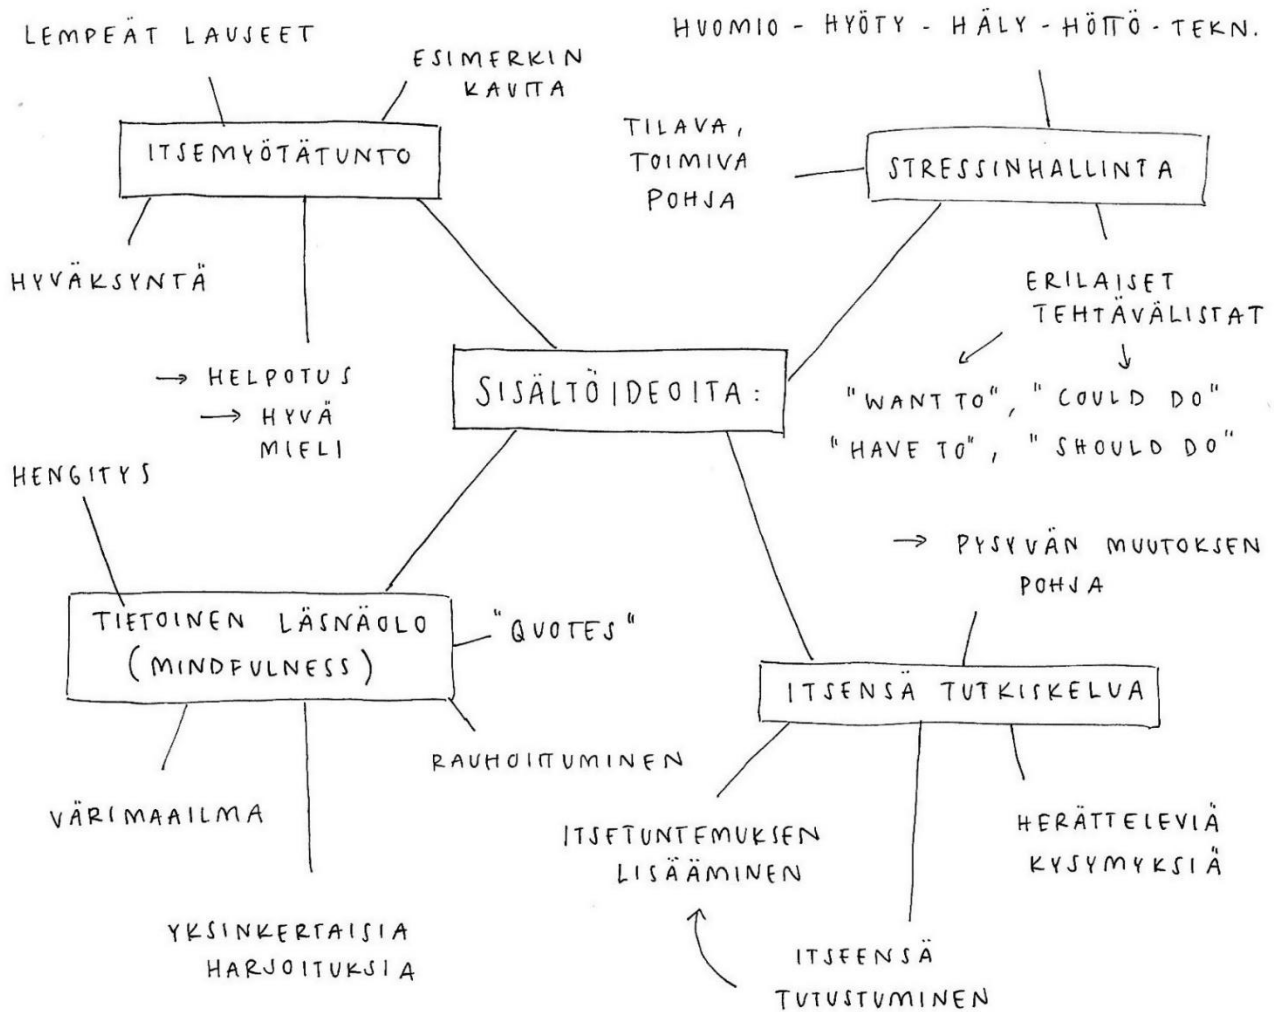 LEMPEÄT LAUSEET
ESIMERKIN
KAUTTA
ITSEMYÖTÄTUNTO
HYVÄKSYNTÄ
→ HELPOTUS
→ HYVÄ
MIELI
HUOMIO - HYÖTY - HÄLY - HÖTTÖ - TEKN.
TILAVA,
TOIMIVA
POHJA
STRESSINHALLINTA
ERILAISET
TEHTÄVÄLISTAT
"WANT TO", "COULD DO"
"HAVE TO", "SHOULD DO"
SISÄLTÖIDEOITA:
HENGITYS
TIETOINEN LÄSNÄOLO
(MINDFULNESS)
"QUOTES"
RAUHOITTUMINEN
VÄRIMAAILMA
YKSINKERTAISIA
HARJOITUKSIA
→ PYSYVÄN MUUTOKSEN
POHJA
ITSENSÄ TUTKISKELUA
ITSETUNTEMUKSEN
LISÄÄMINEN
HERÄTTELEVIÄ
KYSYMYKSIÄ
ITSEENSÄ
TUTUSTUMINEN